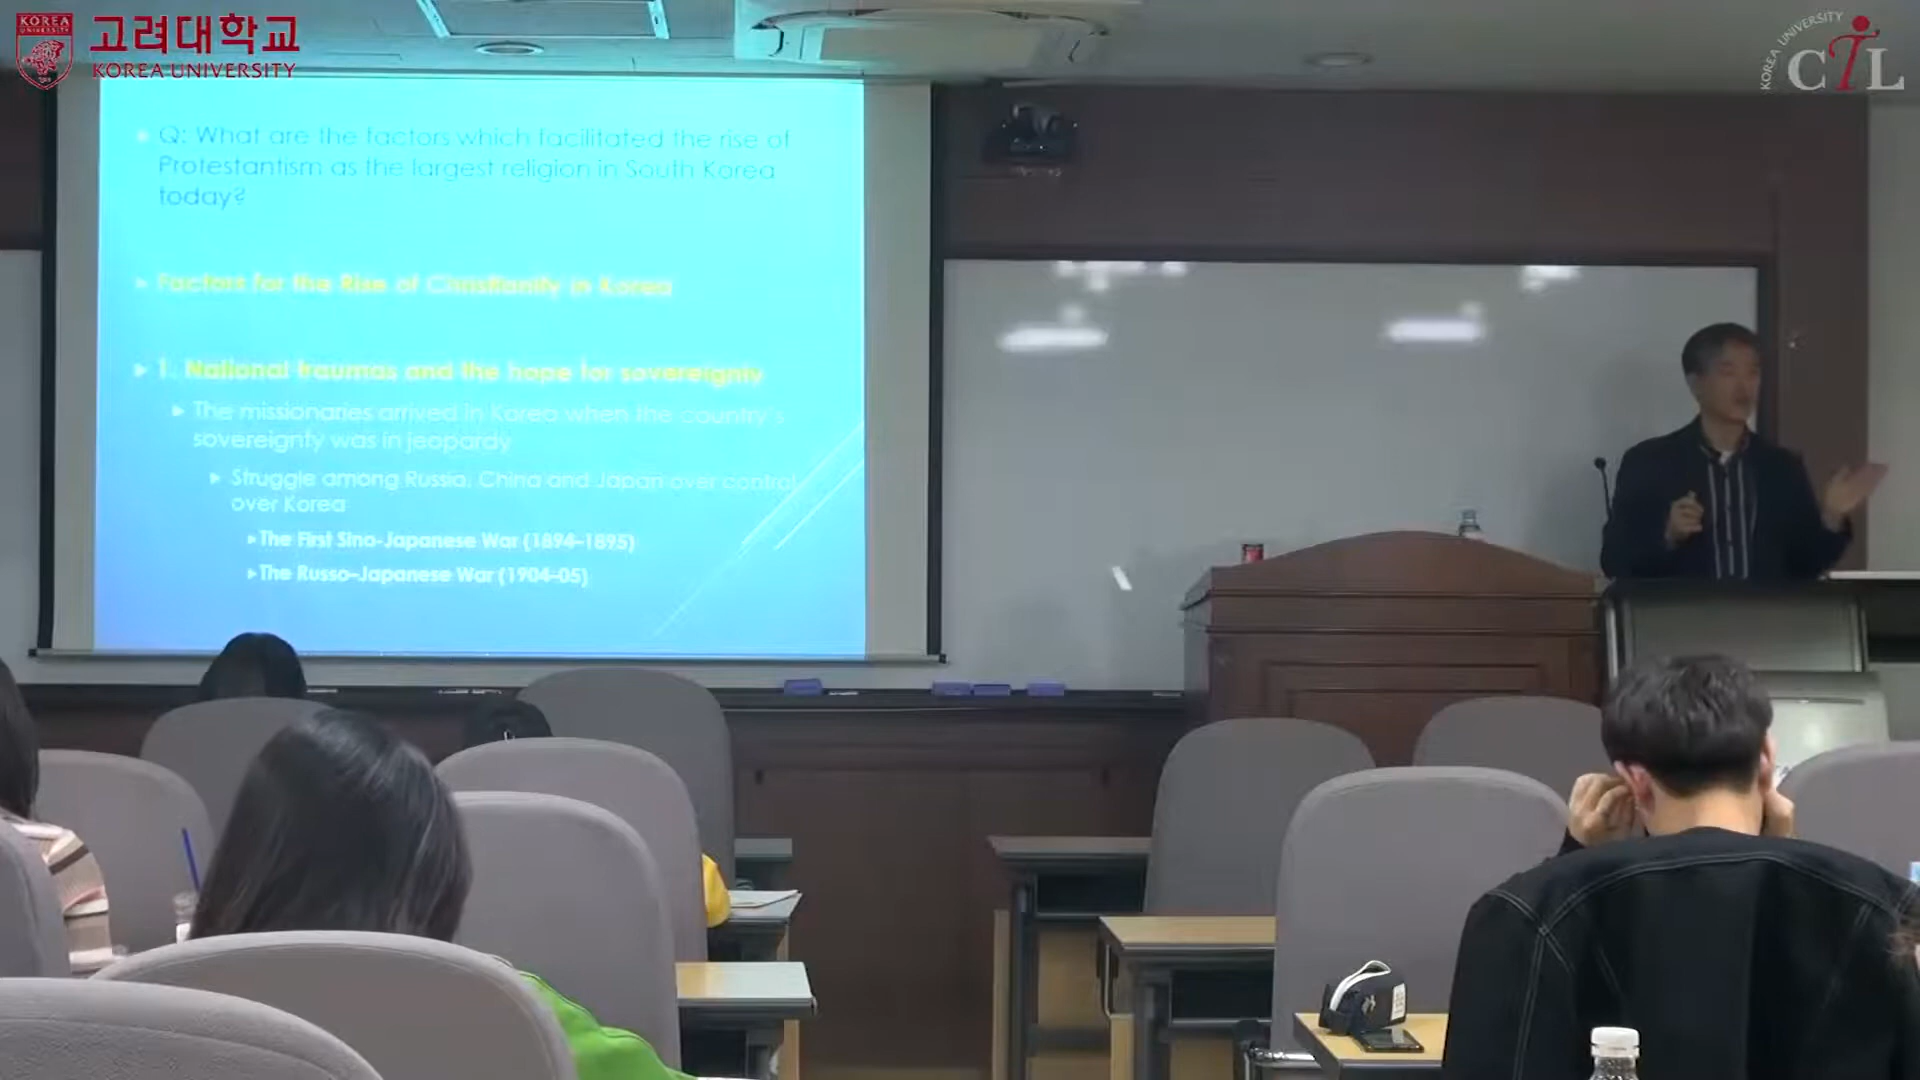 KOREA
UNIVERSITY
고려대학교
KOREA UNIVERSITY
KOREA UNIVERSITY
CTL
Q: What are the factors which facilitated the rise of
Protestantism as the largest religion in South Korea
today?
Factors for the Rise of Christianity in Korea
1. National traumas and the hope for sovereignty
The missionaries arrived in Korea when the country's
sovereignty was in jeopardy
Struggle among Russia, China and Japan over control
over Korea
The First Sino-Japanese War (1894-1895)
The Russo-Japanese War (1904-05)